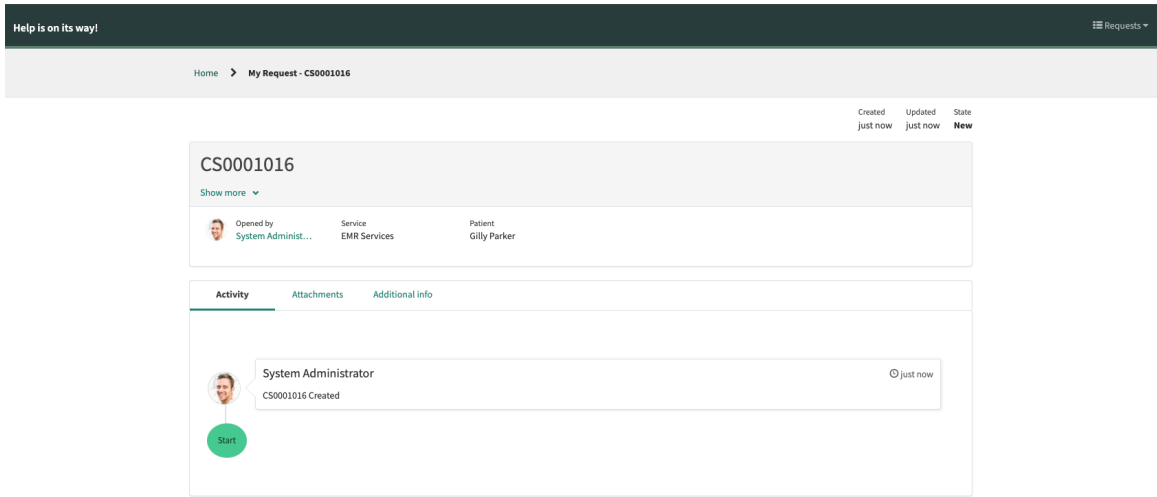 Help is on its way!
Requests
Home > My Request - CS0001016
Created Updated State
just now just now New
CS0001016
Show more
Opened by Service Patient
System Administ... EMR Services Gilly Parker
Activity Attachments Additional info
System Administrator just now
CS0001016 Created
Start